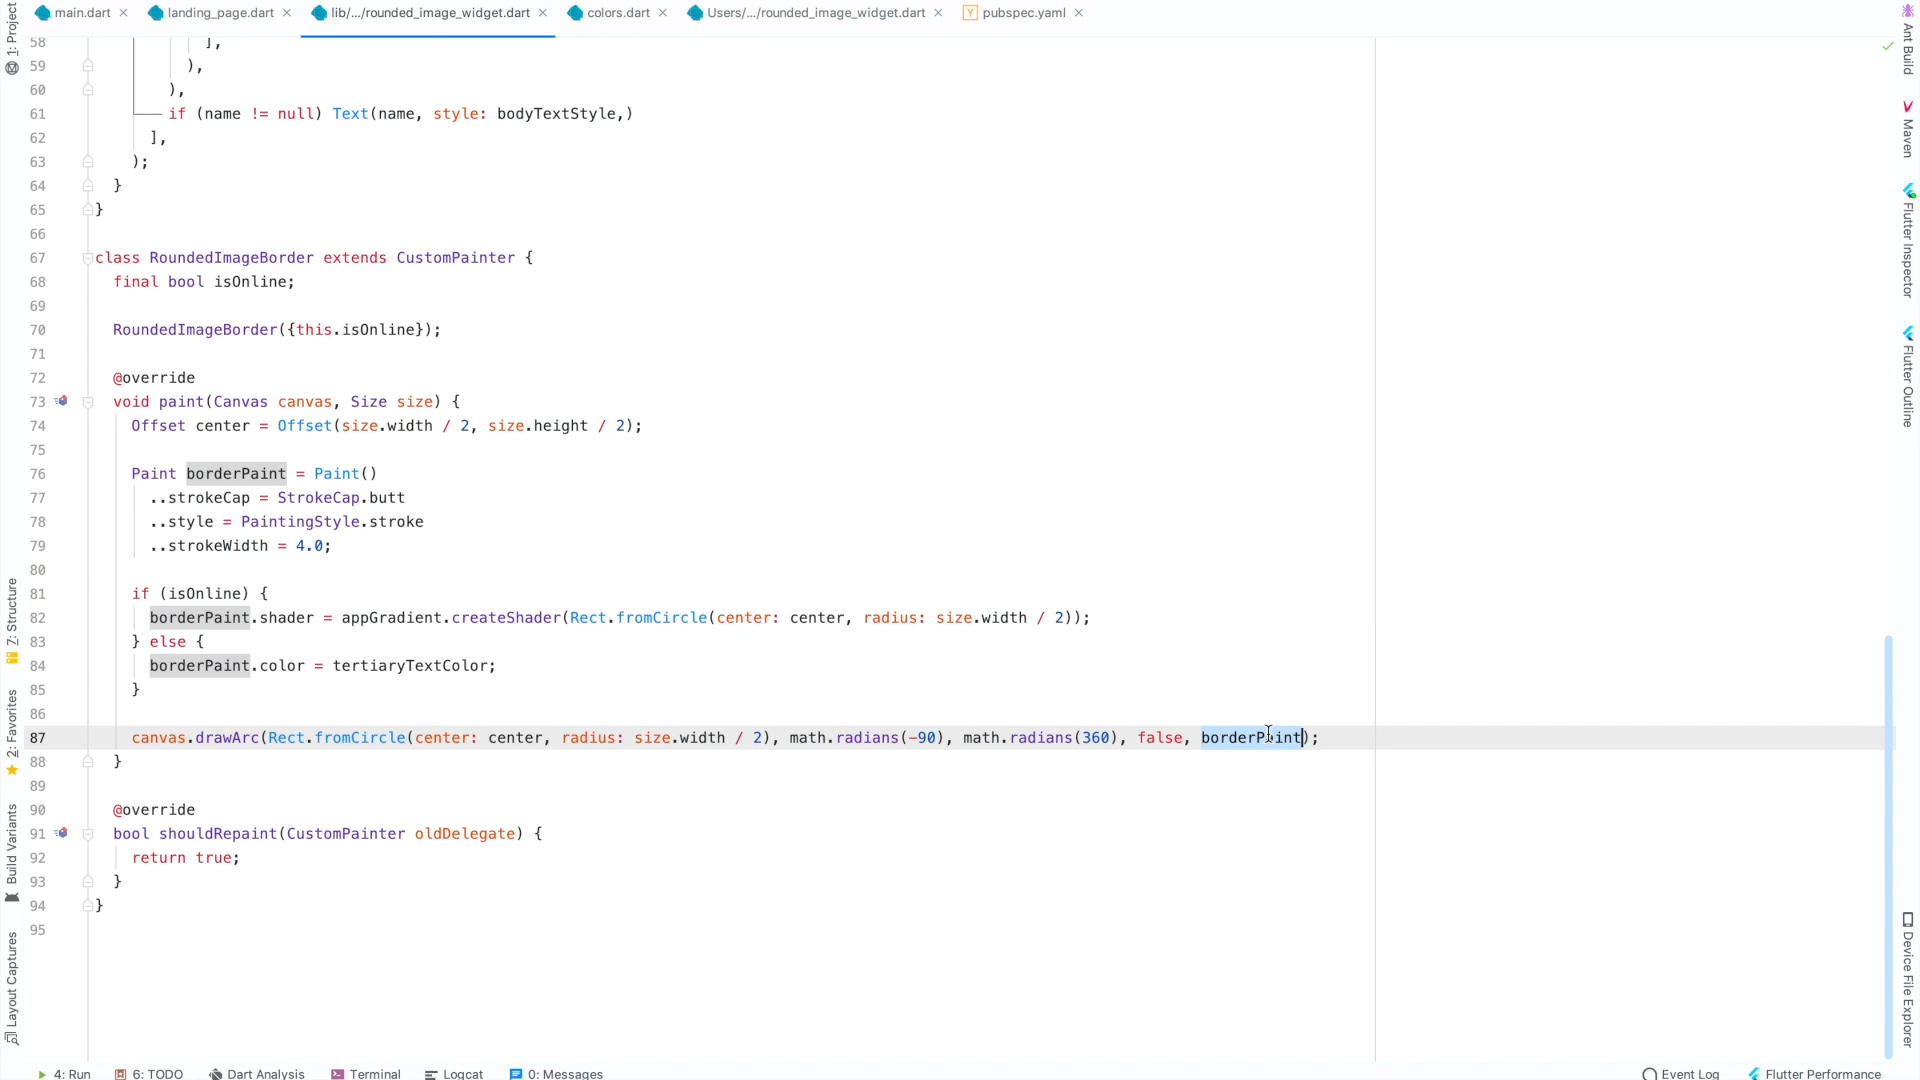 main.dart
landing_page.dart
lib/.../rounded_image_widget.dart
colors.dart
Users/.../rounded_image_widget.dart
pubspec.yaml
1: Project
Z: Structure
2: Favorites
Build Variants
Layout Captures
58 ],
59 ),
60 ),
61 if (name != null) Text(name, style: bodyTextStyle,)
62 ],
63 );
64 }
65 }
66
67 class RoundedImageBorder extends CustomPainter {
68 final bool isOnline;
69
70 RoundedImageBorder({this.isOnline});
71
72 @override
73 void paint(Canvas canvas, Size size) {
74 Offset center = Offset(size.width / 2, size.height / 2);
75
76 Paint borderPaint = Paint()
77 ..strokeCap = StrokeCap.butt
78 ..style = PaintingStyle.stroke
79 ..strokeWidth = 4.0;
80
81 if (isOnline) {
82 borderPaint.shader = appGradient.createShader(Rect.fromCircle(center: center, radius: size.width / 2));
83 } else {
84 borderPaint.color = tertiaryTextColor;
85 }
86
87 canvas.drawArc(Rect.fromCircle(center: center, radius: size.width / 2), math.radians(-90), math.radians(360), false, borderPaint);
88 }
89
90 @override
91 bool shouldRepaint(CustomPainter oldDelegate) {
92 return true;
93 }
94 }
95
Ant Build
Maven
Flutter Inspector
Flutter Outline
Device File Explorer
4: Run
6: TODO
Dart Analysis
Terminal
Logcat
0: Messages
Event Log
Flutter Performance